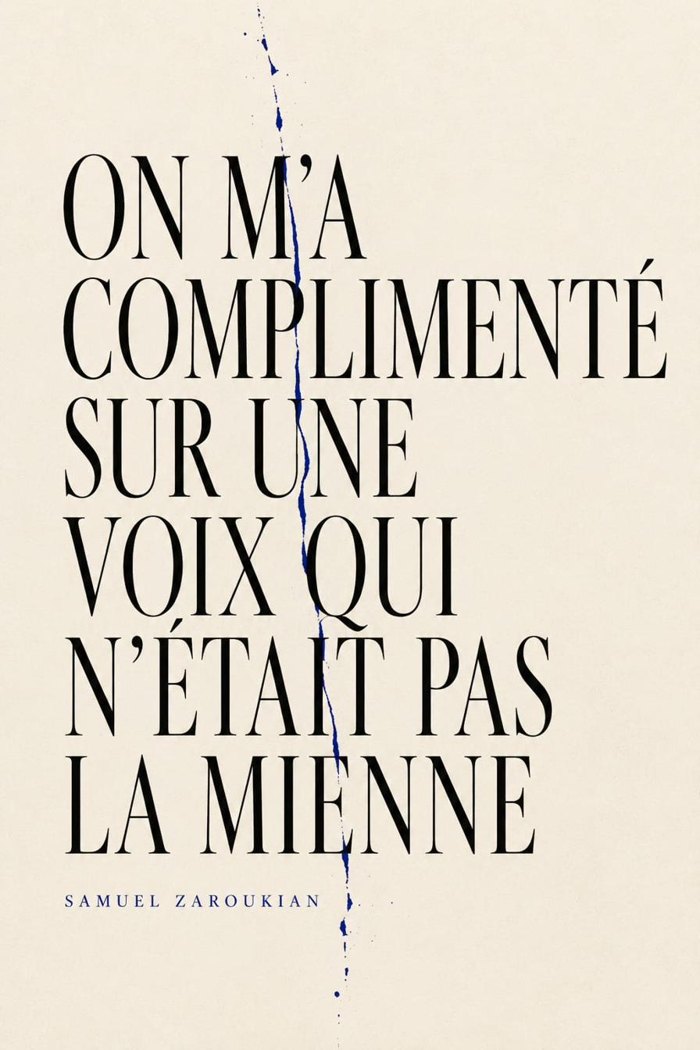 ON M’A
COMPLIMENTÉ
SUR UNE
VOIX QUI
N’ÉTAIT PAS
LA MIENNE
SAMUEL ZAROUKIAN